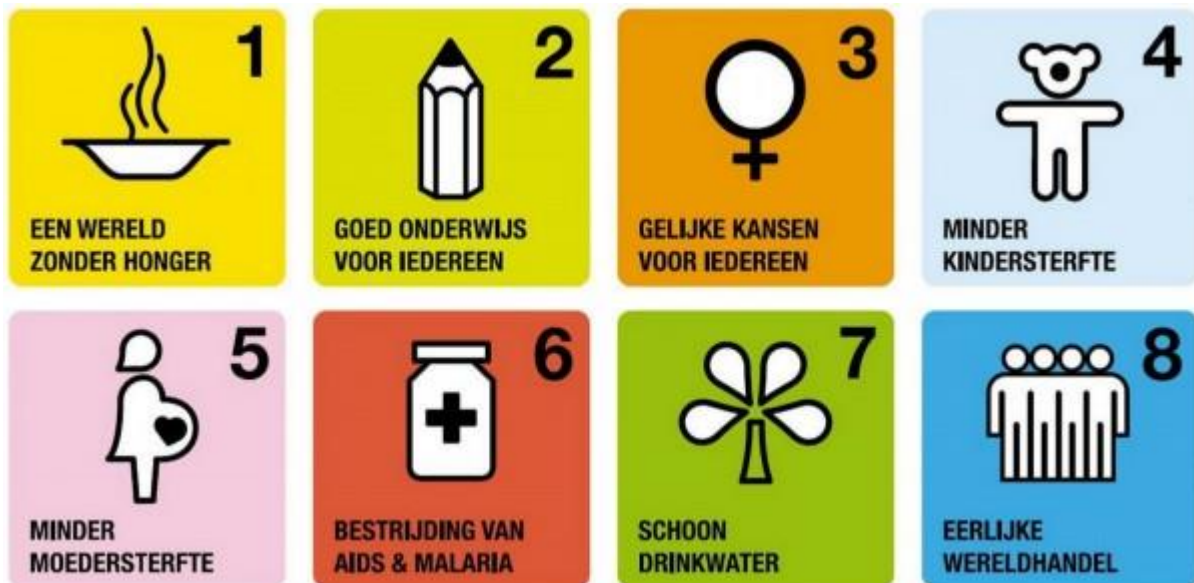 1
EEN WERELD
ZONDER HONGER
2
GOED ONDERWIJS
VOOR IEDEREEN
3
GELIJKE KANSEN
VOOR IEDEREEN
4
MINDER
KINDERSTERFTE
5
MINDER
MOEDERSTERFTE
6
BESTRIJDING VAN
AIDS & MALARIA
7
SCHOON
DRINKWATER
8
EERLIJKE
WERELDHANDEL